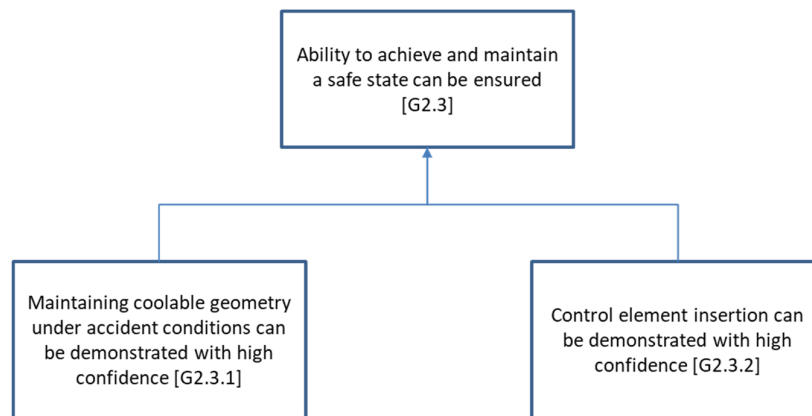 Ability to achieve and maintain
a safe state can be ensured
[G2.3]
Maintaining coolable geometry
under accident conditions can
be demonstrated with high
confidence [G2.3.1]
Control element insertion can
be demonstrated with high
confidence [G2.3.2]